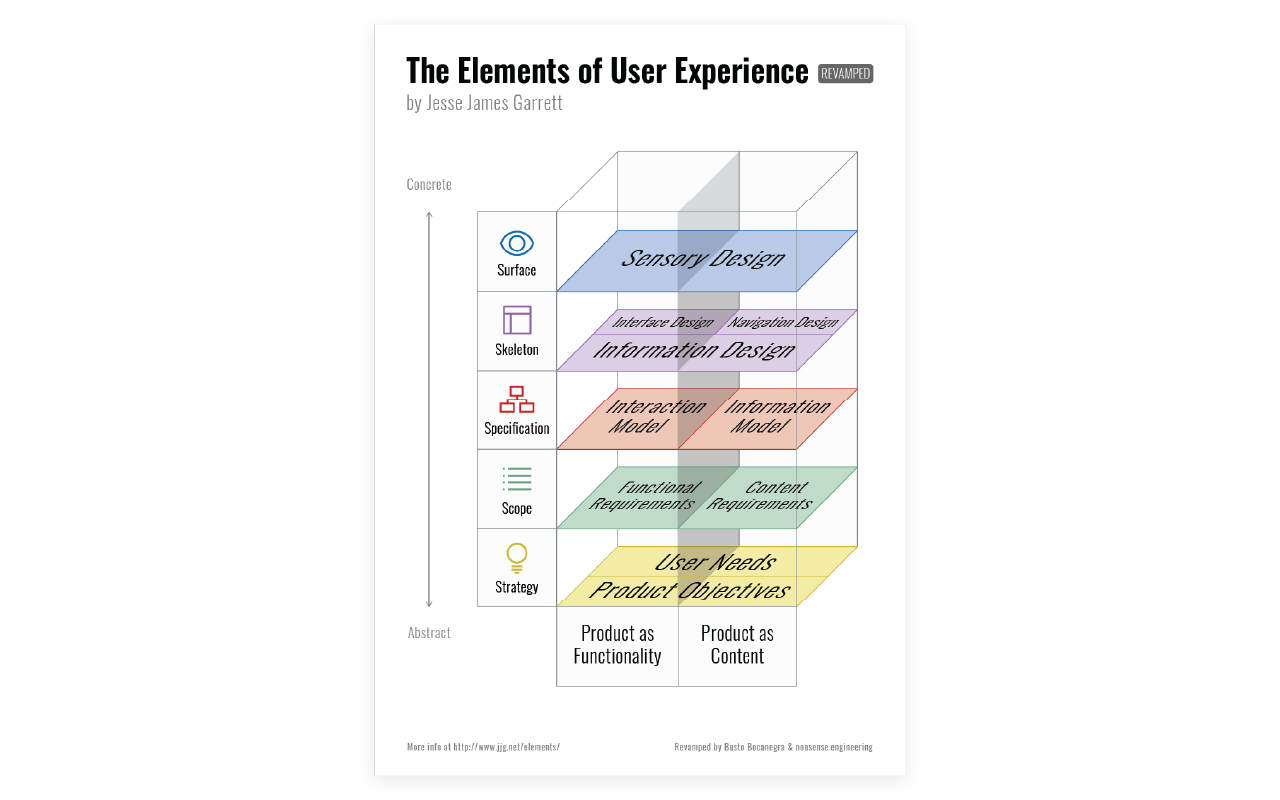 The Elements of User Experience REVAMPED
by Jesse James Garrett
Concrete
Surface
Sensory Design
Skeleton
Interface Design Navigation Design
Information Design
Specification
Interaction Model
Information Model
Scope
Functional Requirements
Content Requirements
Strategy
User Needs
Product Objectives
Abstract
Product as
Functionality
Product as
Content
More info at http://www.jjg.net/elements/
Revamped by Busto Bocanegra & nonsense.engineering